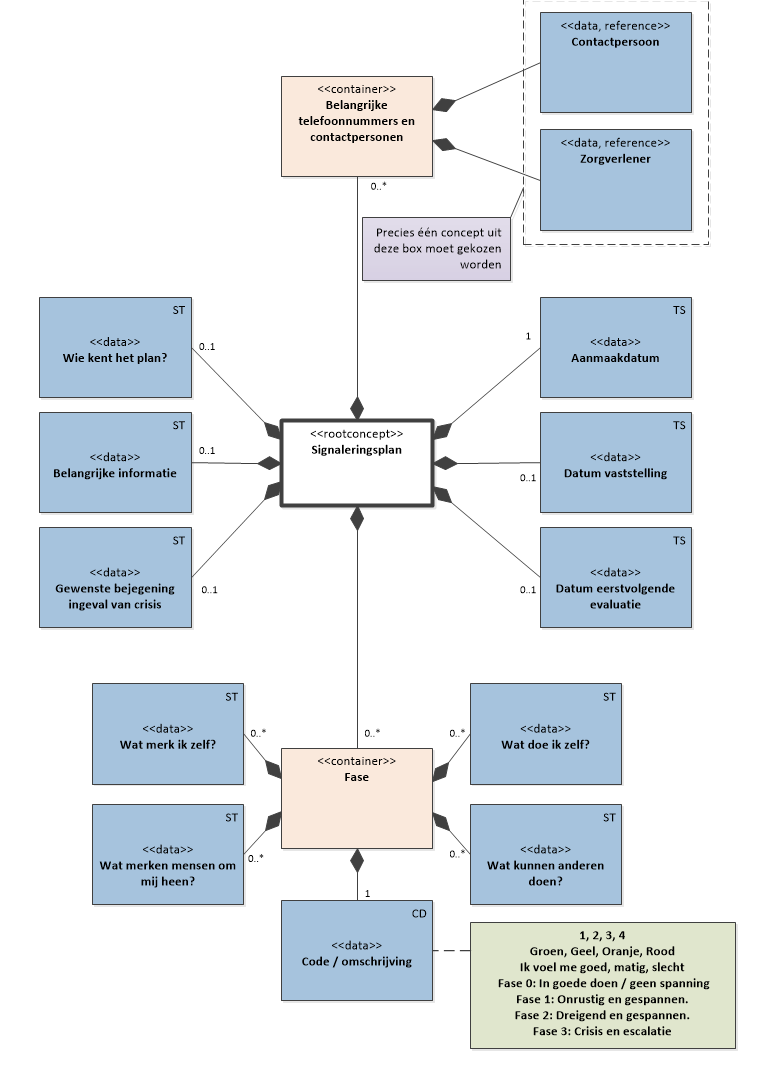 <<data, reference>>
Contactpersoon
<<container>>
Belangrijke
telefoonnummers en
contactpersonen
<<data, reference>>
Zorgverlener
0..*
Precies één concept uit
deze box moet gekozen
worden
ST
<<data>>
Wie kent het plan?
0..1
TS
<<data>>
Aanmaakdatum
1
ST
<<data>>
Belangrijke informatie
0..1
<<rootconcept>>
Signaleringsplan
TS
<<data>>
Datum vaststelling
0..1
ST
<<data>>
Gewenste bejegening
ingeval van crisis
0..1
TS
<<data>>
Datum eerstvolgende
evaluatie
0..1
ST
<<data>>
Wat merk ik zelf?
0..*
0..*
0..*
ST
<<data>>
Wat doe ik zelf?
<<container>>
Fase
ST
<<data>>
Wat merken mensen om
mij heen?
0..*
0..*
ST
<<data>>
Wat kunnen anderen
doen?
1
CD
<<data>>
Code / omschrijving
1, 2, 3, 4
Groen, Geel, Oranje, Rood
Ik voel me goed, matig, slecht
Fase 0: In goede doen / geen spanning
Fase 1: Onrustig en gespannen.
Fase 2: Dreigend en gespannen.
Fase 3: Crisis en escalatie